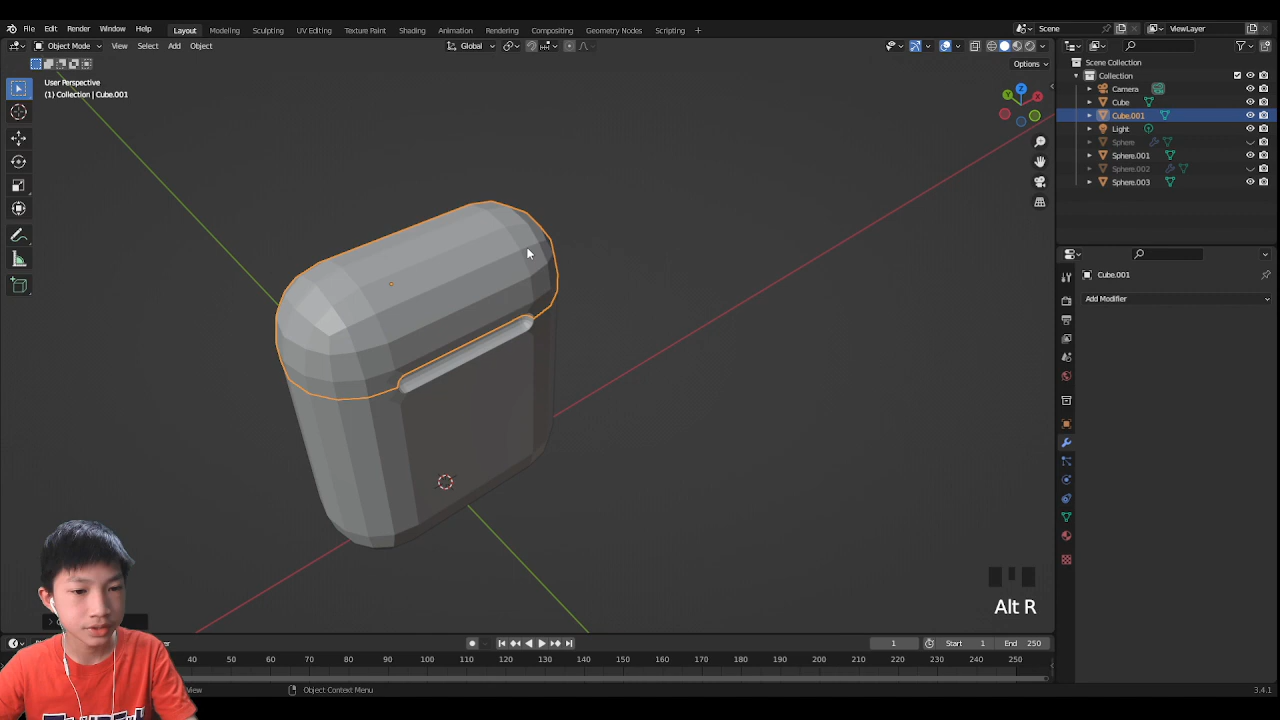 File Edit Render Window Help Layout Modeling Sculpting UV Editing Texture Paint Shading Animation Rendering Compositing Geometry Nodes Scripting + Scene ViewLayer
Object Mode View Select Add Object Global
Options
User Perspective
(1) Collection | Cube.001
Scene Collection
Collection
Camera
Cube
Cube.001
Light
Sphere
Sphere.001
Sphere.002
Sphere.003
X
Y
Z
Cube.001
Add Modifier
Alt R
1 Start 1 End 250
40 50 60 70 80 90 100 110 120 130 140 150 160 170 180 190 200 210 220 230 240 250
View Object Context Menu 3.4.1